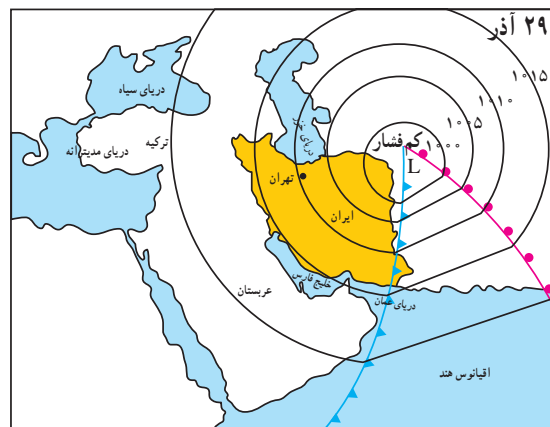 ۲۹ آذر
۱۰۱۵
۱۰۱۰
۱۰۰۵
۱۰۰۰
کم‌فشار
L
دریای سیاه
ترکیه
دریای مدیترانه
دریای خزر
تهران
ایران
عربستان
خلیج فارس
دریای عمان
اقیانوس هند